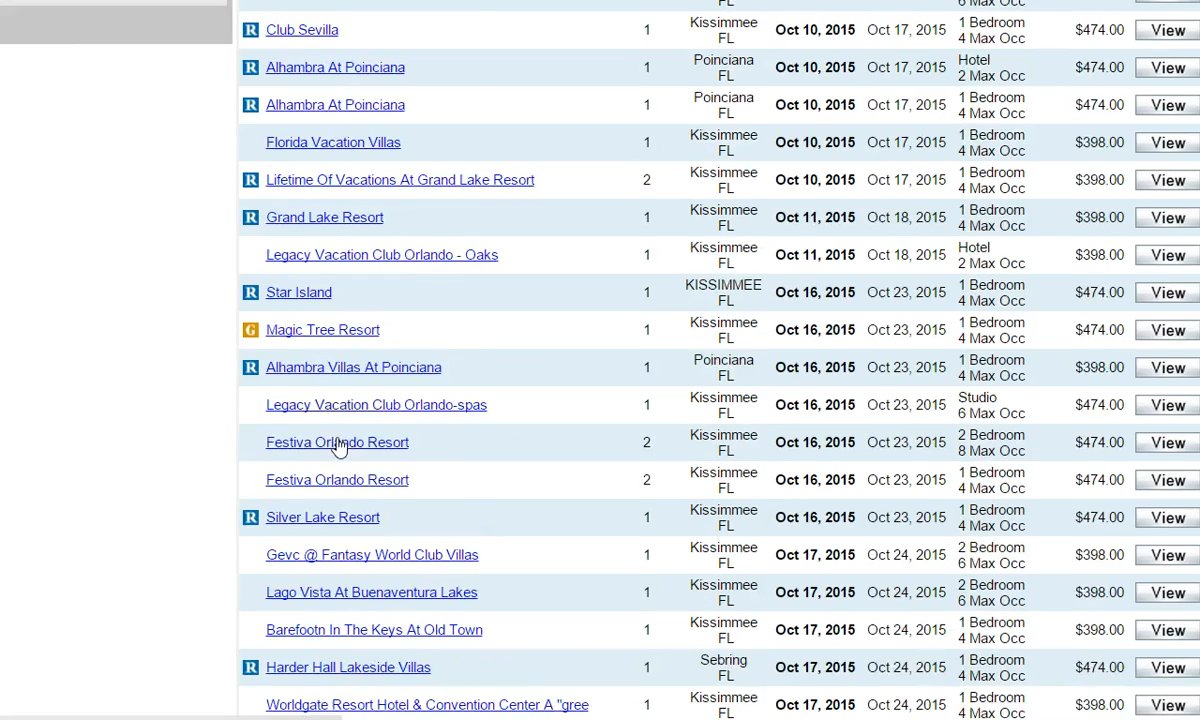 6 Max Occ
R Club Sevilla 1 Kissimmee FL Oct 10, 2015 Oct 17, 2015 1 Bedroom 4 Max Occ $474.00 View
R Alhambra At Poinciana 1 Poinciana FL Oct 10, 2015 Oct 17, 2015 Hotel 2 Max Occ $474.00 View
R Alhambra At Poinciana 1 Poinciana FL Oct 10, 2015 Oct 17, 2015 1 Bedroom 4 Max Occ $474.00 View
Florida Vacation Villas 1 Kissimmee FL Oct 10, 2015 Oct 17, 2015 1 Bedroom 4 Max Occ $398.00 View
R Lifetime Of Vacations At Grand Lake Resort 2 Kissimmee FL Oct 10, 2015 Oct 17, 2015 1 Bedroom 4 Max Occ $398.00 View
R Grand Lake Resort 1 Kissimmee FL Oct 11, 2015 Oct 18, 2015 1 Bedroom 4 Max Occ $398.00 View
Legacy Vacation Club Orlando - Oaks 1 Kissimmee FL Oct 11, 2015 Oct 18, 2015 Hotel 2 Max Occ $398.00 View
R Star Island 1 KISSIMMEE FL Oct 16, 2015 Oct 23, 2015 1 Bedroom 4 Max Occ $474.00 View
G Magic Tree Resort 1 Kissimmee FL Oct 16, 2015 Oct 23, 2015 1 Bedroom 4 Max Occ $474.00 View
R Alhambra Villas At Poinciana 1 Poinciana FL Oct 16, 2015 Oct 23, 2015 1 Bedroom 4 Max Occ $398.00 View
Legacy Vacation Club Orlando-spas 1 Kissimmee FL Oct 16, 2015 Oct 23, 2015 Studio 6 Max Occ $474.00 View
Festiva Orlando Resort 2 Kissimmee FL Oct 16, 2015 Oct 23, 2015 2 Bedroom 8 Max Occ $474.00 View
Festiva Orlando Resort 2 Kissimmee FL Oct 16, 2015 Oct 23, 2015 1 Bedroom 4 Max Occ $474.00 View
R Silver Lake Resort 1 Kissimmee FL Oct 16, 2015 Oct 23, 2015 1 Bedroom 4 Max Occ $474.00 View
Gevc @ Fantasy World Club Villas 1 Kissimmee FL Oct 17, 2015 Oct 24, 2015 2 Bedroom 6 Max Occ $398.00 View
Lago Vista At Buenaventura Lakes 1 Kissimmee FL Oct 17, 2015 Oct 24, 2015 2 Bedroom 6 Max Occ $398.00 View
Barefootn In The Keys At Old Town 1 Kissimmee FL Oct 17, 2015 Oct 24, 2015 1 Bedroom 4 Max Occ $398.00 View
R Harder Hall Lakeside Villas 1 Sebring FL Oct 17, 2015 Oct 24, 2015 1 Bedroom 4 Max Occ $474.00 View
Worldgate Resort Hotel & Convention Center A "gree 1 Kissimmee FL Oct 17, 2015 Oct 24, 2015 1 Bedroom 4 Max Occ $398.00 View